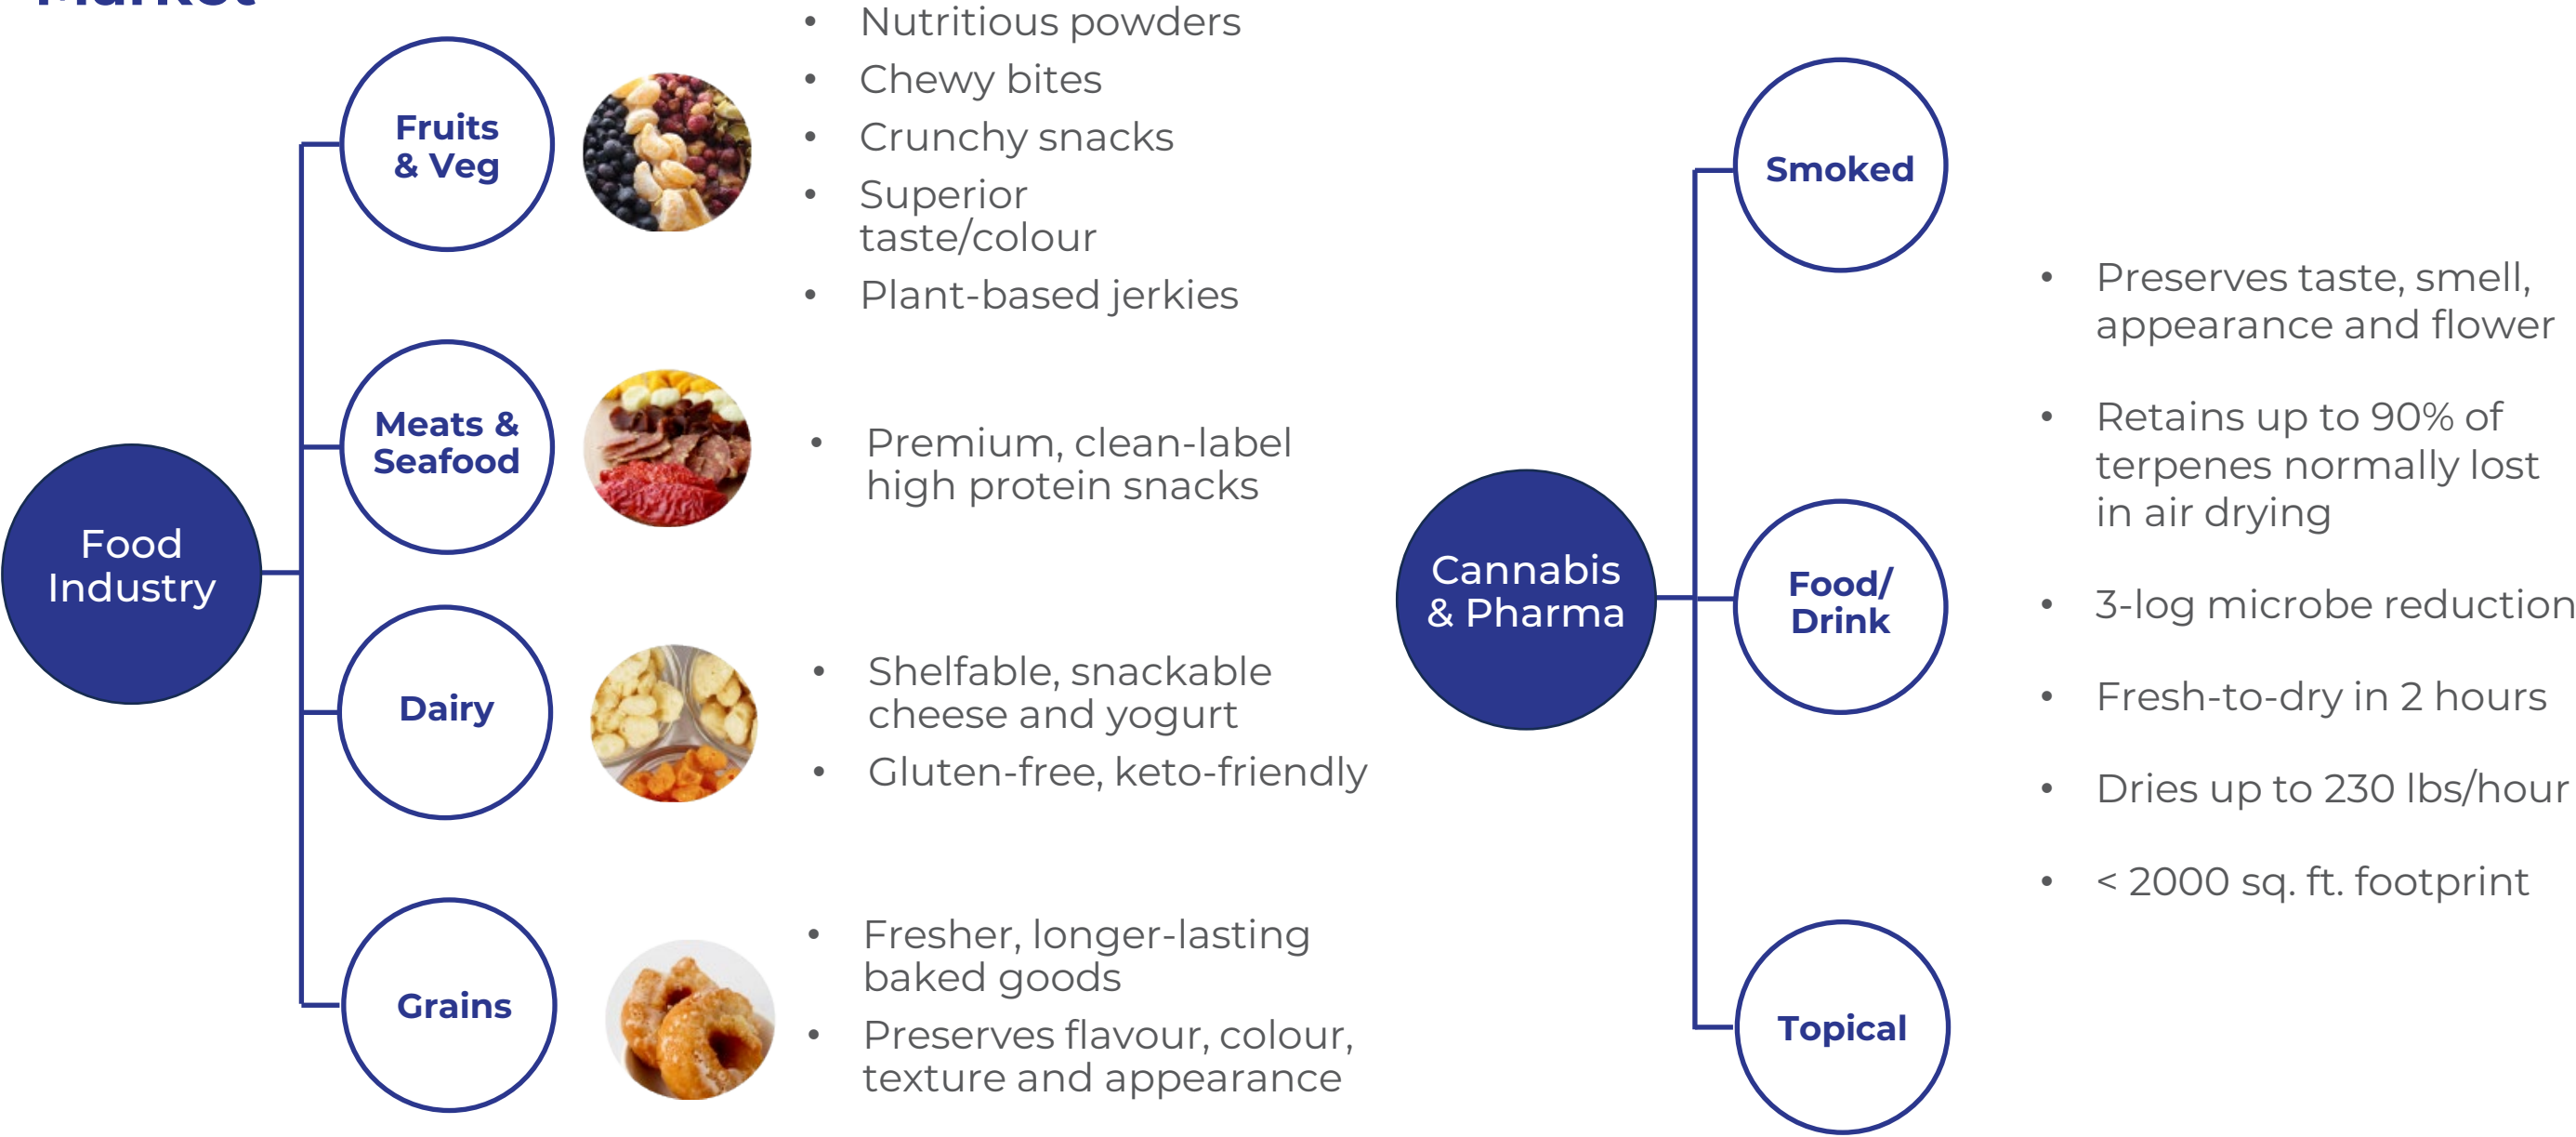 Market
Fruits
& Veg
• Nutritious powders
• Chewy bites
• Crunchy snacks
• Superior
taste/colour
• Plant-based jerkies
Meats &
Seafood
• Premium, clean-label
high protein snacks
Food
Industry
Dairy
• Shelfable, snackable
cheese and yogurt
• Gluten-free, keto-friendly
Grains
• Fresher, longer-lasting
baked goods
• Preserves flavour, colour,
texture and appearance
Cannabis
& Pharma
Smoked
Food/
Drink
Topical
• Preserves taste, smell,
appearance and flower
• Retains up to 90% of
terpenes normally lost
in air drying
• 3-log microbe reduction
• Fresh-to-dry in 2 hours
• Dries up to 230 lbs/hour
• < 2000 sq. ft. footprint